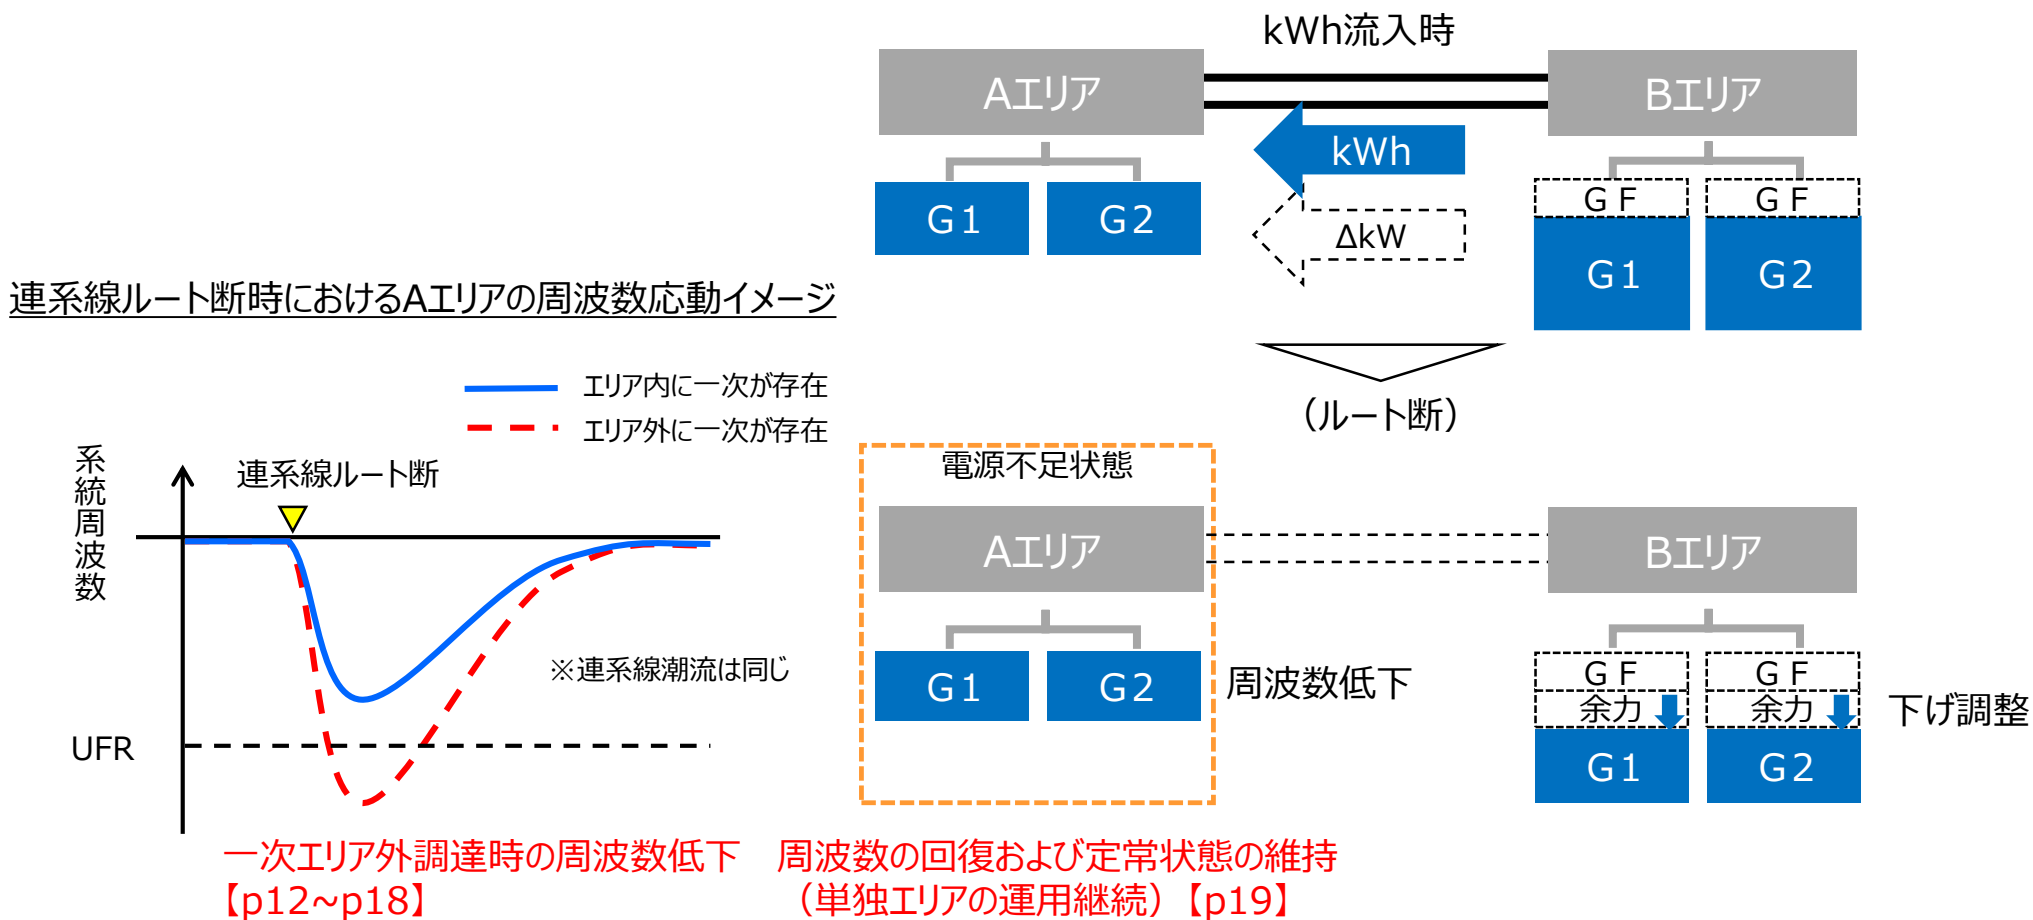 kWh流入時
Aエリア
Bエリア
kWh
ΔkW
G1
G2
GF
GF
G1
G2
連系線ルート断時におけるAエリアの周波数応動イメージ
エリア内に一次が存在
エリア外に一次が存在
系統周波数
連系線ルート断
※連系線潮流は同じ
UFR
（ルート断）
電源不足状態
Aエリア
Bエリア
G1
G2
周波数低下
GF
GF
余力
余力
下げ調整
G1
G2
一次エリア外調達時の周波数低下
【p12~p18】
周波数の回復および定常状態の維持
（単独エリアの運用継続）【p19】